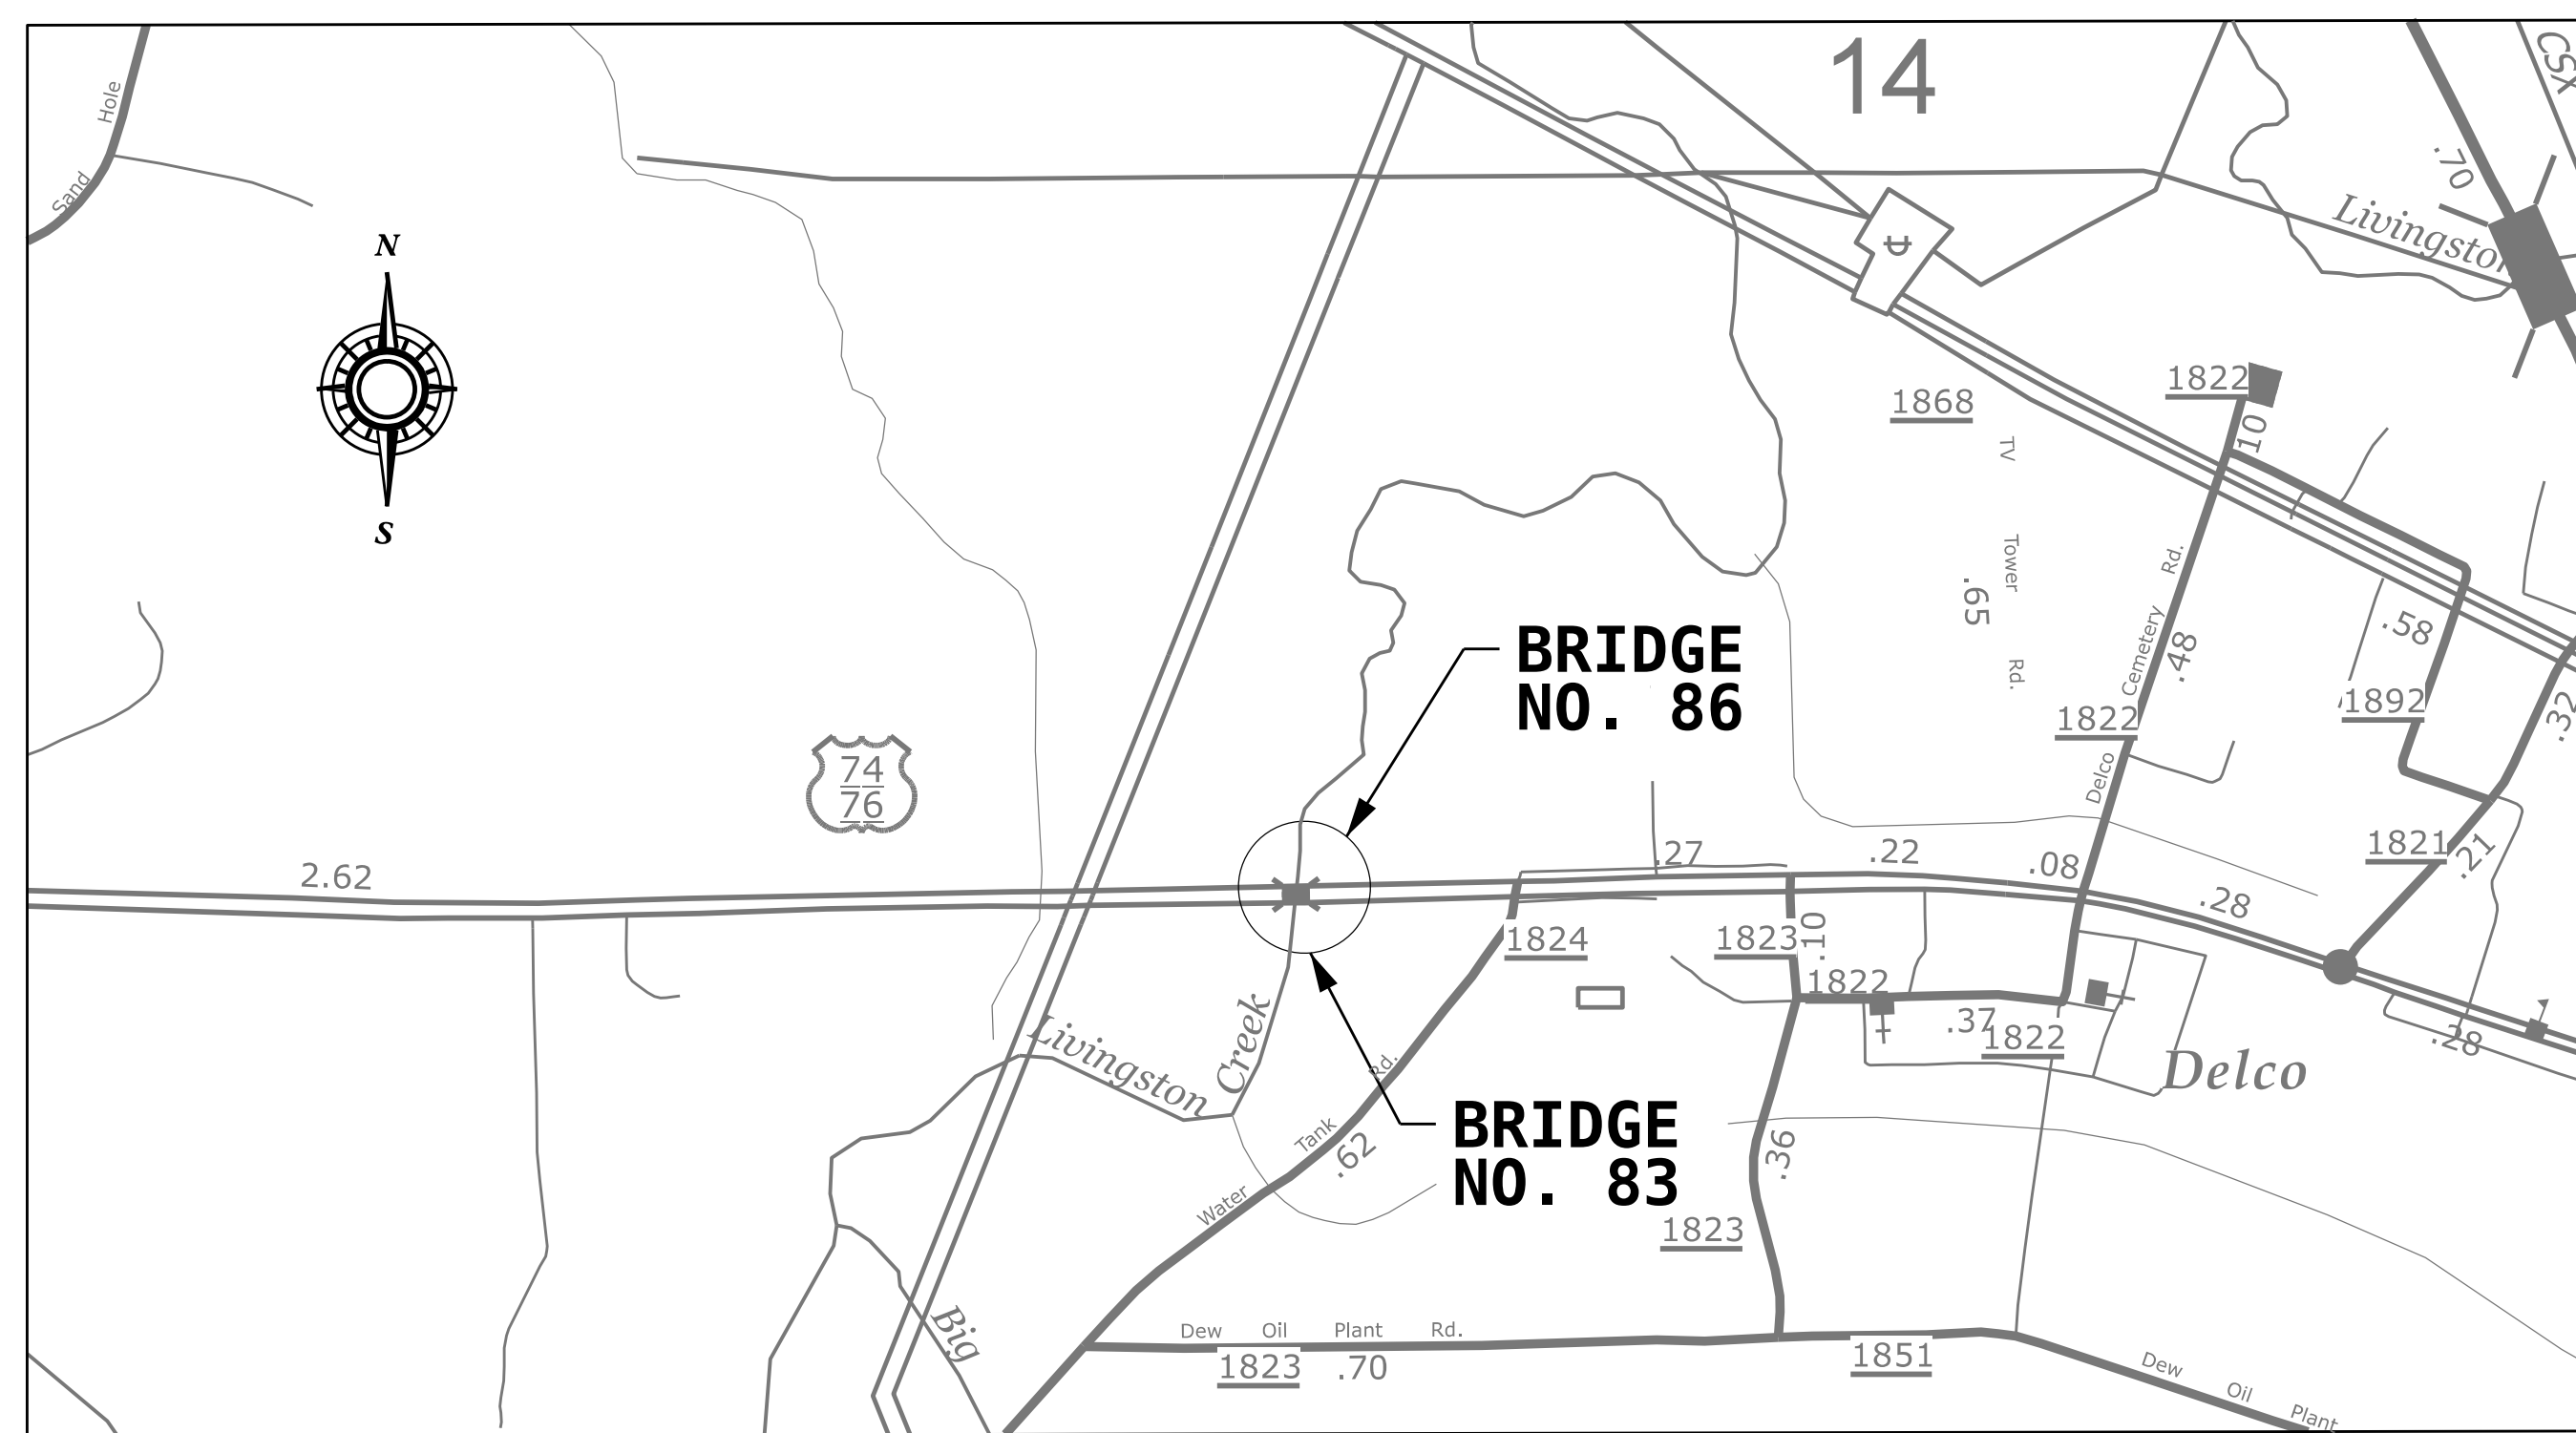 14
CSX
Hole
Sand
.70
Livingston
N
S
1822
1868
.10
TV
Rd.
Tower
.65
Cemetery
.48
.58
Rd.
1892
.32
BRIDGE
NO. 86
1822
Delco
74
76
1821
.21
2.62
.27
.22
.08
.28
1824
1823
.10
1822
.37
1822
.28
Livingston
Creek
Delco
Rd.
Tank
.62
Water
BRIDGE
NO. 83
.36
1823
Big
Dew Oil Plant Rd.
1823 .70
1851
Dew Oil Plant